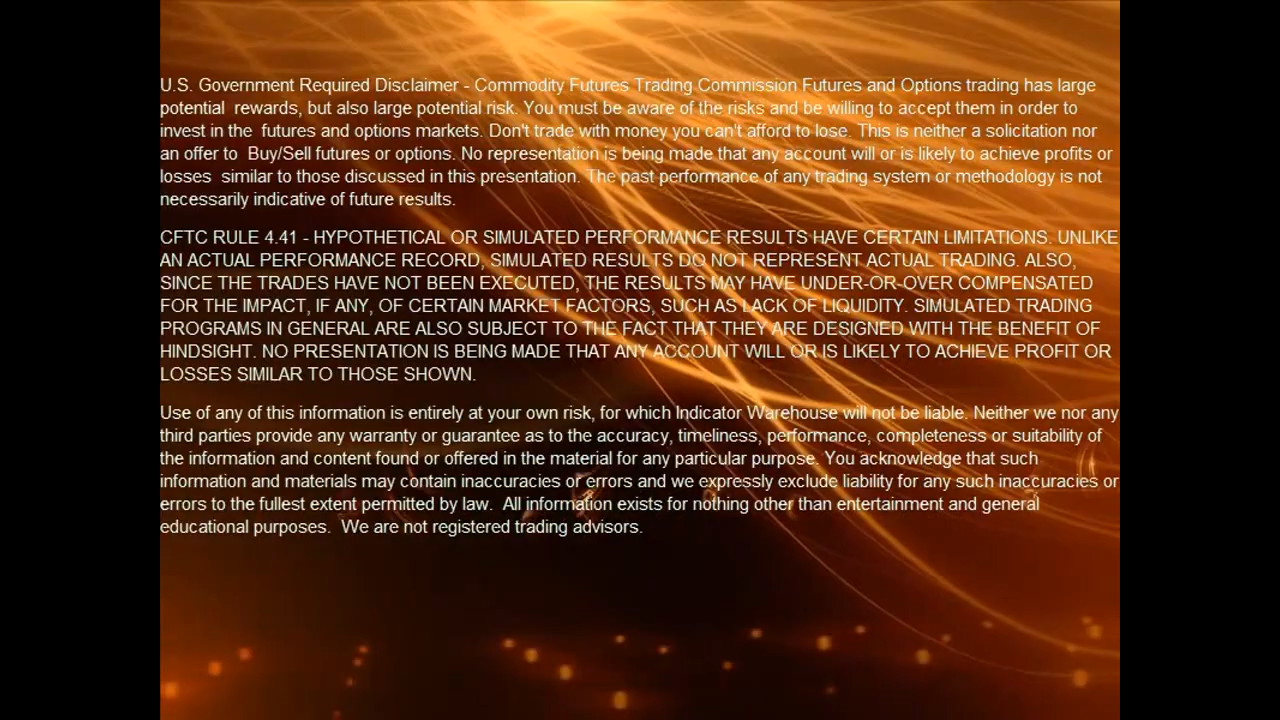 U.S. Government Required Disclaimer - Commodity Futures Trading Commission Futures and Options trading has large
potential  rewards, but also large potential risk. You must be aware of the risks and be willing to accept them in order to
invest in the  futures and options markets. Don't trade with money you can't afford to lose. This is neither a solicitation nor
an offer to  Buy/Sell futures or options. No representation is being made that any account will or is likely to achieve profits or
losses  similar to those discussed in this presentation. The past performance of any trading system or methodology is not
necessarily indicative of future results.
CFTC RULE 4.41 - HYPOTHETICAL OR SIMULATED PERFORMANCE RESULTS HAVE CERTAIN LIMITATIONS. UNLIKE
AN ACTUAL PERFORMANCE RECORD, SIMULATED RESULTS DO NOT REPRESENT ACTUAL TRADING. ALSO,
SINCE THE TRADES HAVE NOT BEEN EXECUTED, THE RESULTS MAY HAVE UNDER-OR-OVER COMPENSATED
FOR THE IMPACT, IF ANY, OF CERTAIN MARKET FACTORS, SUCH AS LACK OF LIQUIDITY. SIMULATED TRADING
PROGRAMS IN GENERAL ARE ALSO SUBJECT TO THE FACT THAT THEY ARE DESIGNED WITH THE BENEFIT OF
HINDSIGHT. NO PRESENTATION IS BEING MADE THAT ANY ACCOUNT WILL OR IS LIKELY TO ACHIEVE PROFIT OR
LOSSES SIMILAR TO THOSE SHOWN.
Use of any of this information is entirely at your own risk, for which Indicator Warehouse will not be liable. Neither we nor any
third parties provide any warranty or guarantee as to the accuracy, timeliness, performance, completeness or suitability of
the information and content found or offered in the material for any particular purpose. You acknowledge that such
information and materials may contain inaccuracies or errors and we expressly exclude liability for any such inaccuracies or
errors to the fullest extent permitted by law.  All information exists for nothing other than entertainment and general
educational purposes.  We are not registered trading advisors.